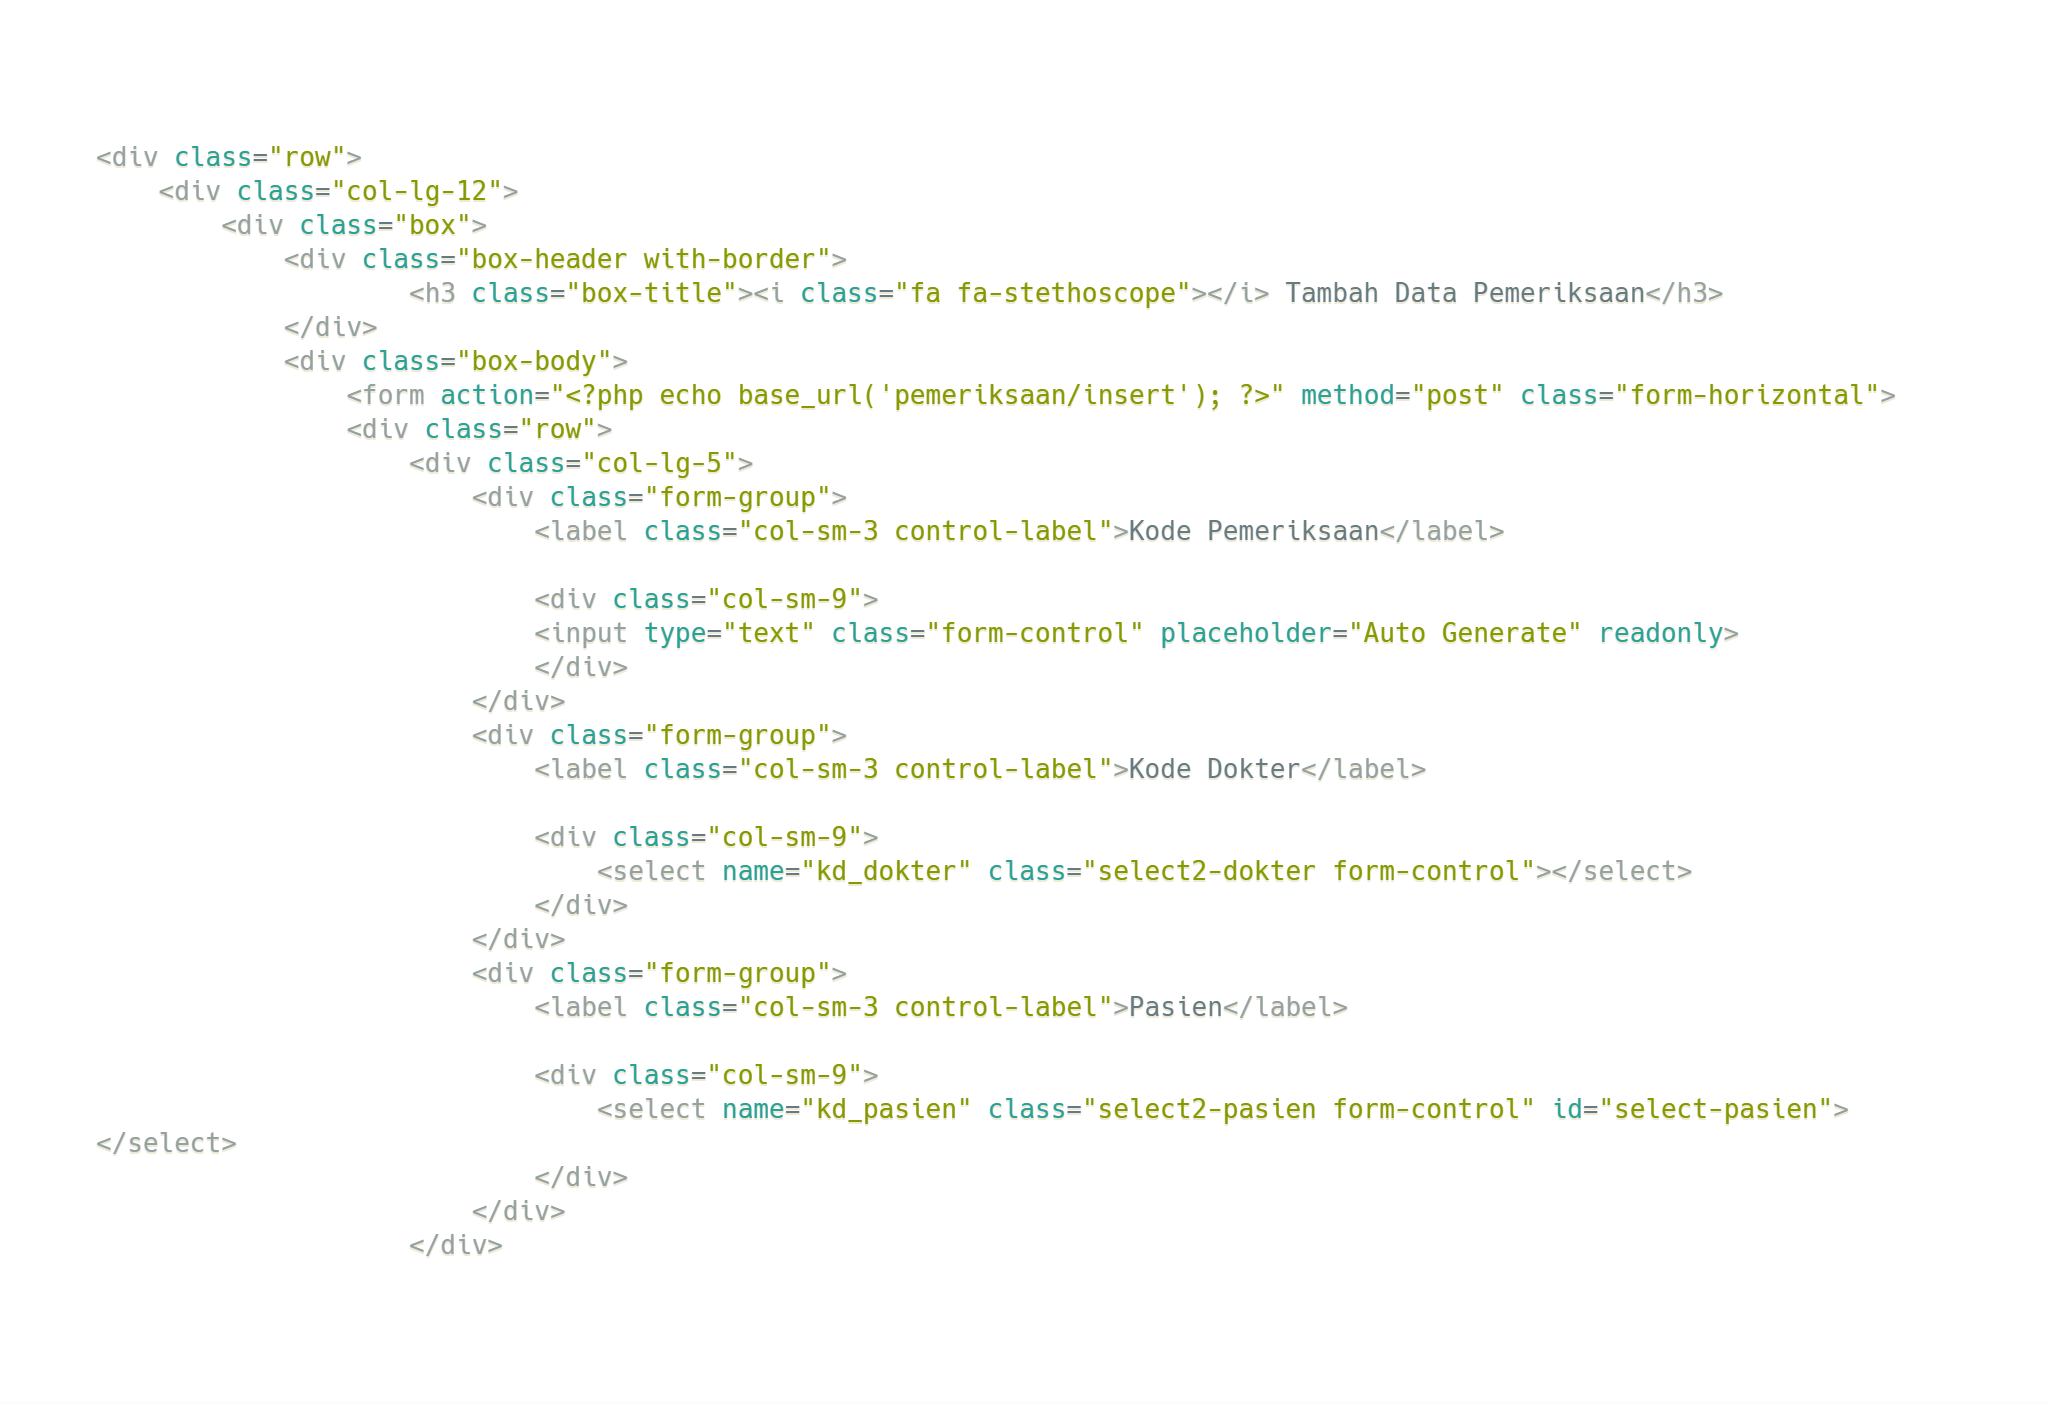 <div class="row">
    <div class="col-lg-12">
        <div class="box">
            <div class="box-header with-border">
                    <h3 class="box-title"><i class="fa fa-stethoscope"></i> Tambah Data Pemeriksaan</h3>
            </div>
            <div class="box-body">
                <form action="<?php echo base_url('pemeriksaan/insert'); ?>" method="post" class="form-horizontal">
                <div class="row">
                    <div class="col-lg-5">
                        <div class="form-group">
                            <label class="col-sm-3 control-label">Kode Pemeriksaan</label>

                            <div class="col-sm-9">
                            <input type="text" class="form-control" placeholder="Auto Generate" readonly>
                            </div>
                        </div>
                        <div class="form-group">
                            <label class="col-sm-3 control-label">Kode Dokter</label>

                            <div class="col-sm-9">
                                <select name="kd_dokter" class="select2-dokter form-control"></select>
                            </div>
                        </div>
                        <div class="form-group">
                            <label class="col-sm-3 control-label">Pasien</label>

                            <div class="col-sm-9">
                                <select name="kd_pasien" class="select2-pasien form-control" id="select-pasien">
</select>
                            </div>
                        </div>
                    </div>